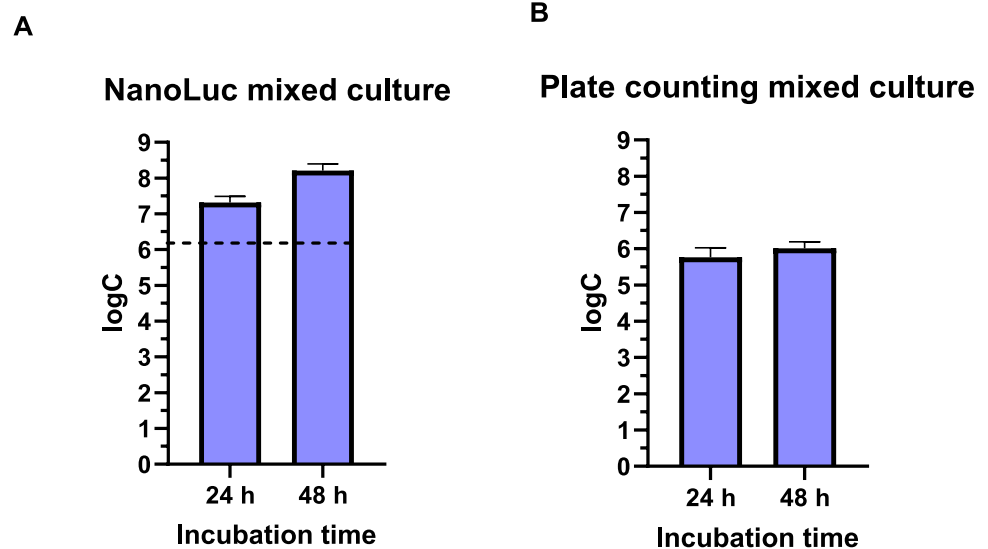 A
NanoLuc mixed culture
9
8
7
6
5
4
3
2
1
0
logC
24 h 48 h
Incubation time
B
Plate counting mixed culture
9
8
7
6
5
4
3
2
1
0
logC
24 h 48 h
Incubation time